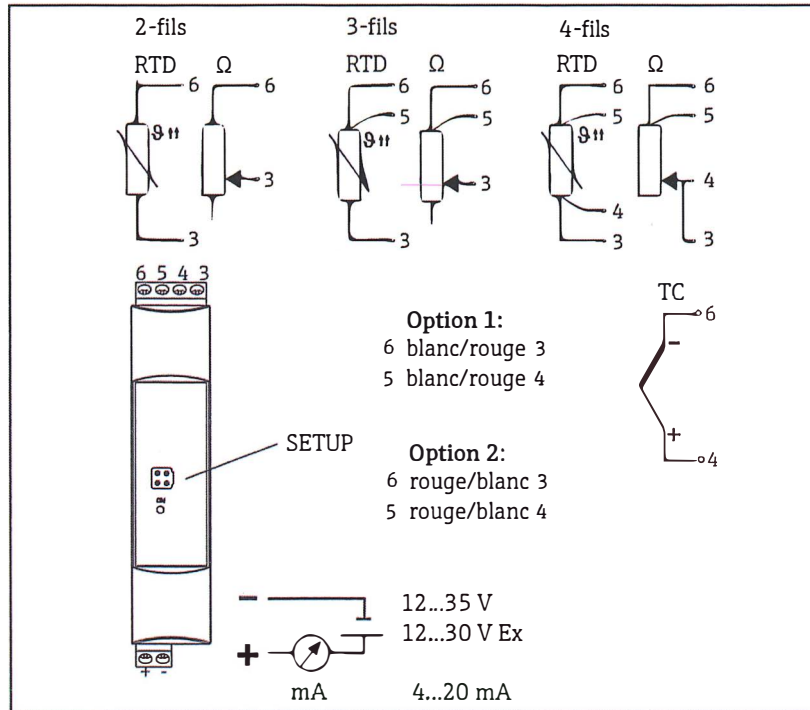 2-fils 3-fils 4-fils
RTD Ω RTD Ω RTD Ω
6 6 6 6 6 6
5 5 5 5
ϑ ϑ ϑ
3 3 4 4
3 3 3 3
6 5 4 3
TC
6
Option 1:
6 blanc/rouge 3
5 blanc/rouge 4
-
+
4
SETUP
Option 2:
6 rouge/blanc 3
5 rouge/blanc 4
ON
- 12...35 V
12...30 V Ex
+
mA 4...20 mA
+ -